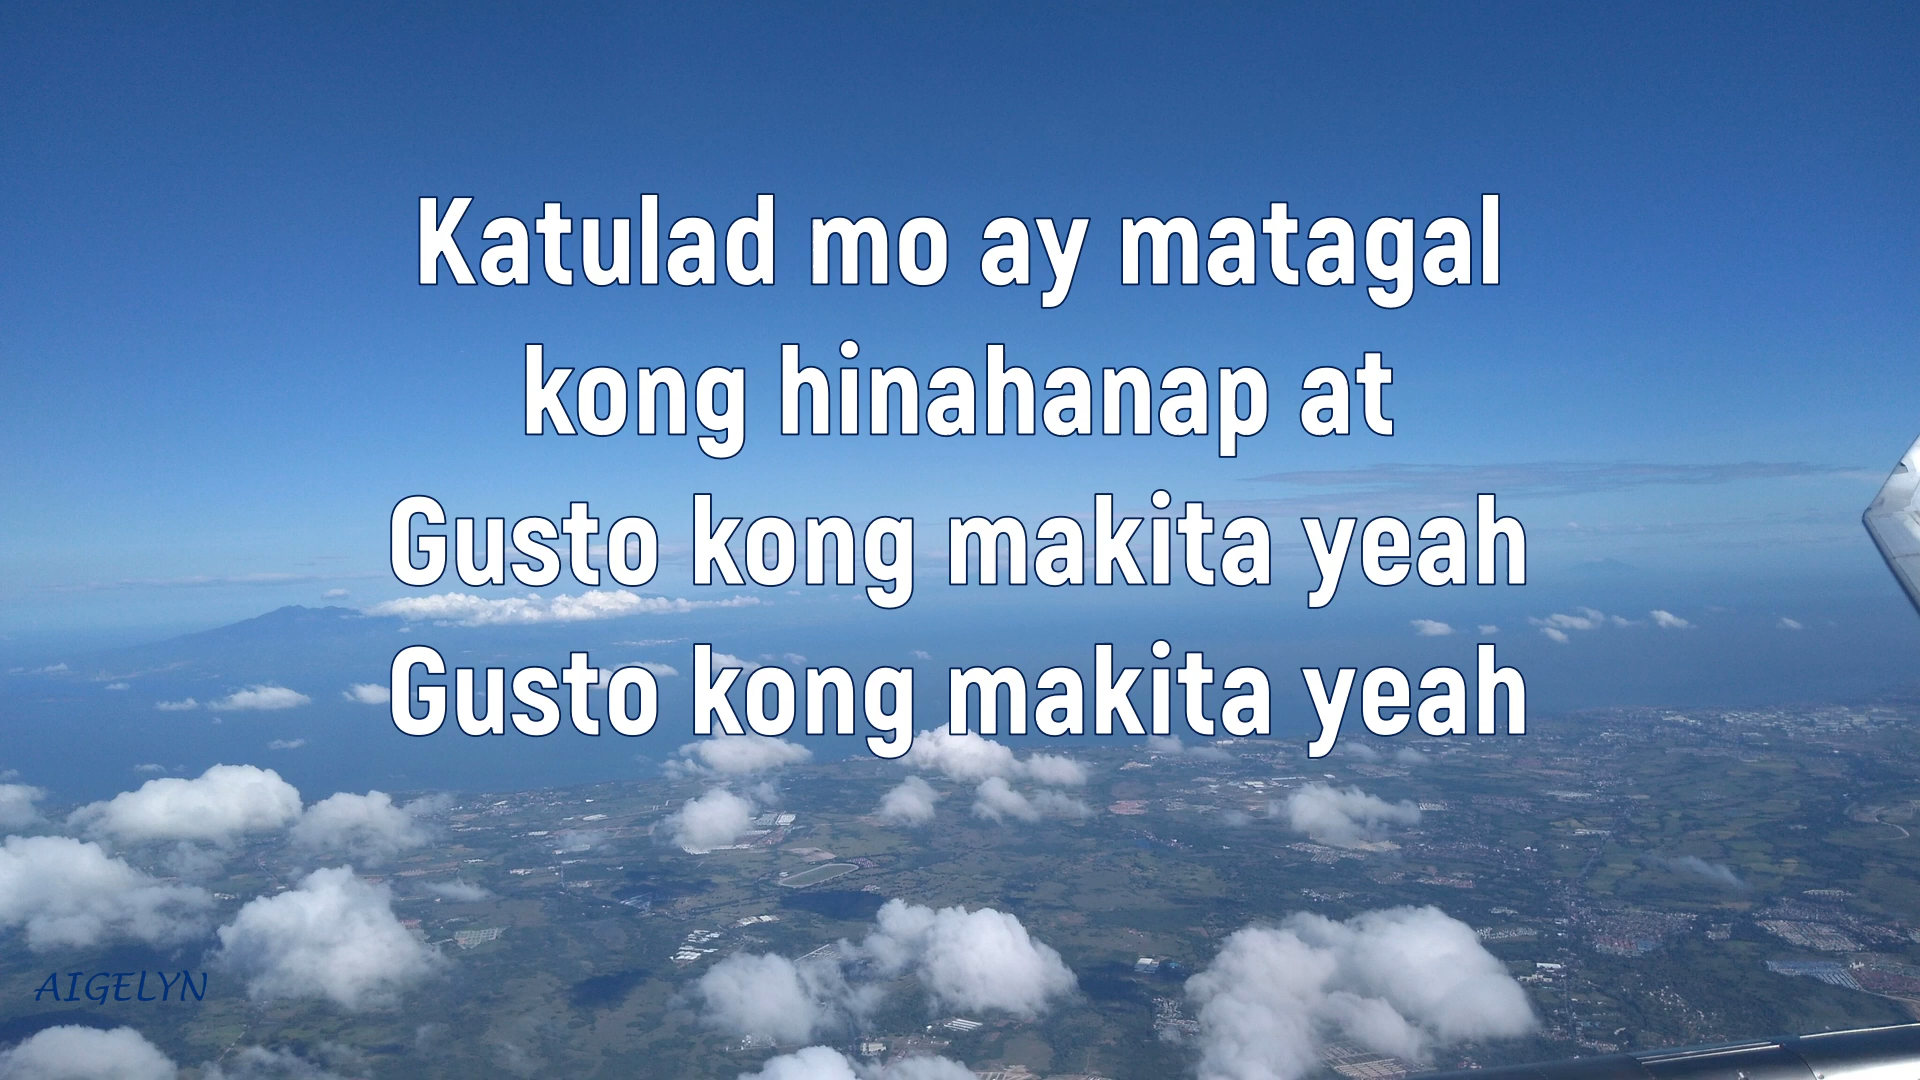 Katulad mo ay matagal
kong hinahanap at
Gusto kong makita yeah
Gusto kong makita yeah
AIGELYN